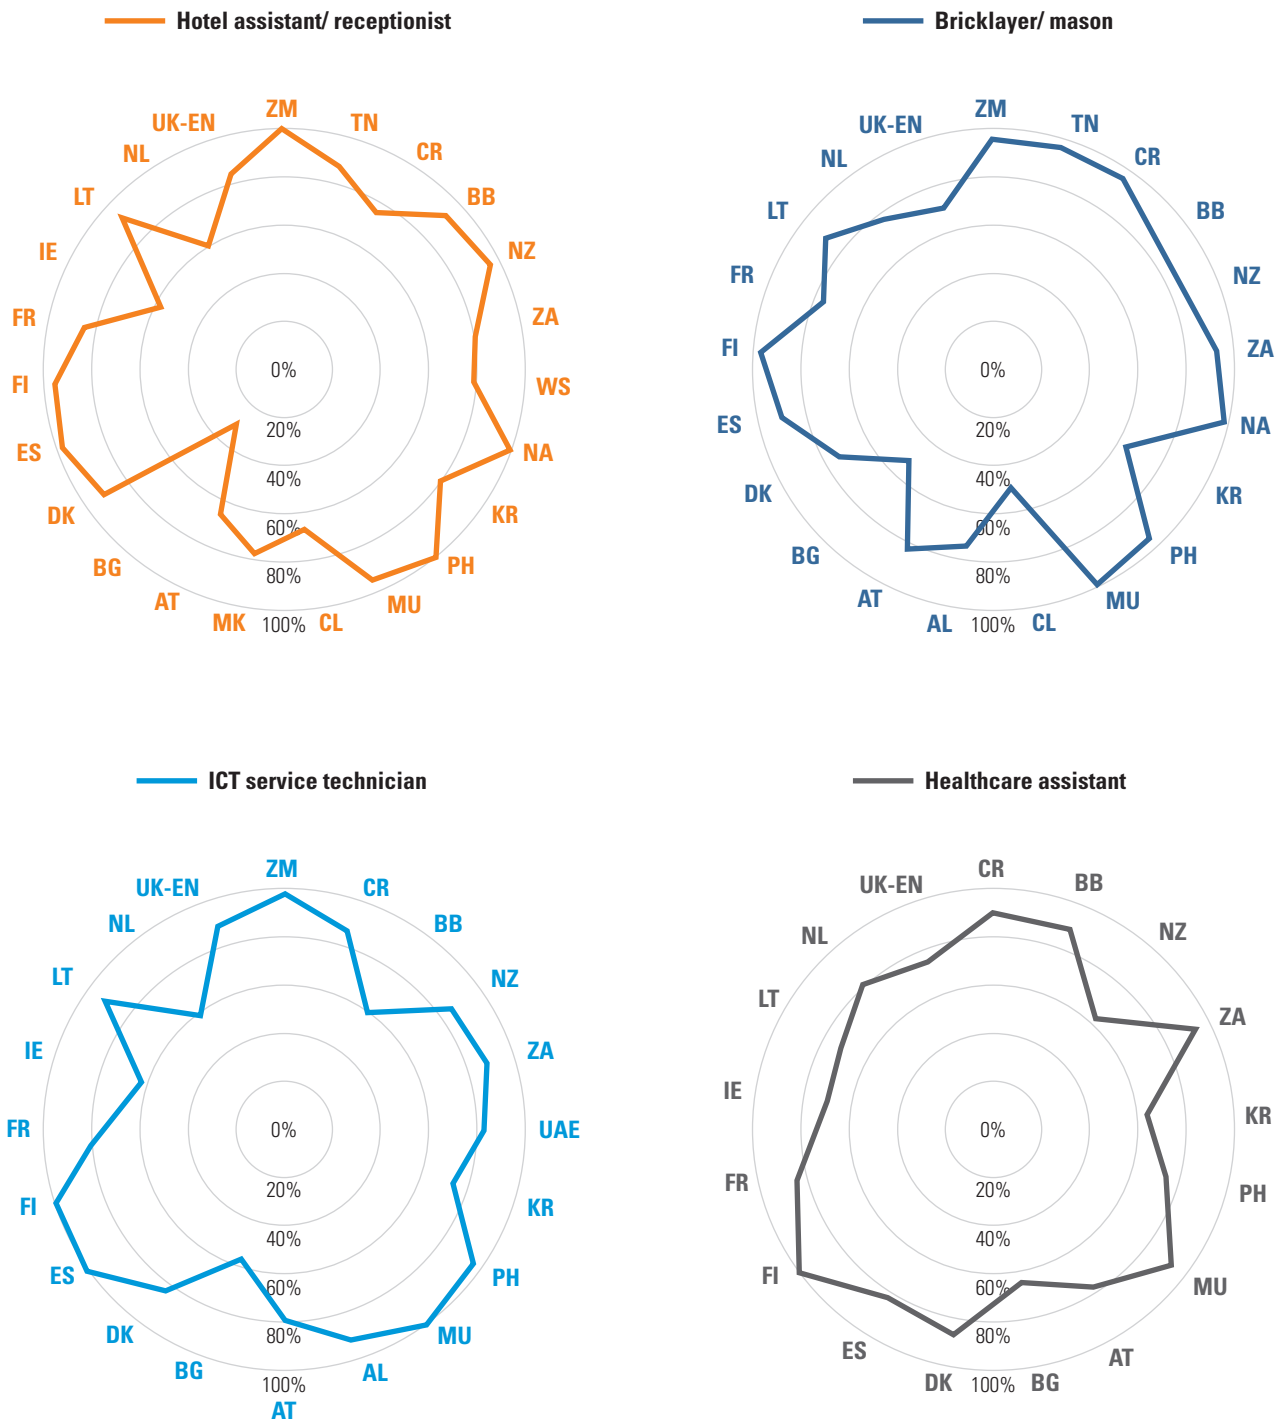 Hotel assistant/ receptionist
ZM
TN
CR
BB
NZ
ZA
WS
NA
KR
PH
MU
CL
MK
AT
BG
DK
ES
FI
FR
IE
LT
NL
UK-EN
0%
20%
40%
60%
80%
100%
Bricklayer/ mason
ZM
TN
CR
BB
NZ
ZA
NA
KR
PH
MU
CL
AL
AT
BG
DK
ES
FI
FR
LT
NL
UK-EN
0%
20%
40%
60%
80%
100%
ICT service technician
ZM
CR
BB
NZ
ZA
UAE
KR
PH
MU
AL
AT
BG
DK
ES
FI
FR
IE
LT
NL
UK-EN
0%
20%
40%
60%
80%
100%
Healthcare assistant
CR
BB
NZ
ZA
KR
PH
MU
AT
BG
DK
ES
FI
FR
IE
LT
NL
UK-EN
0%
20%
40%
60%
80%
100%